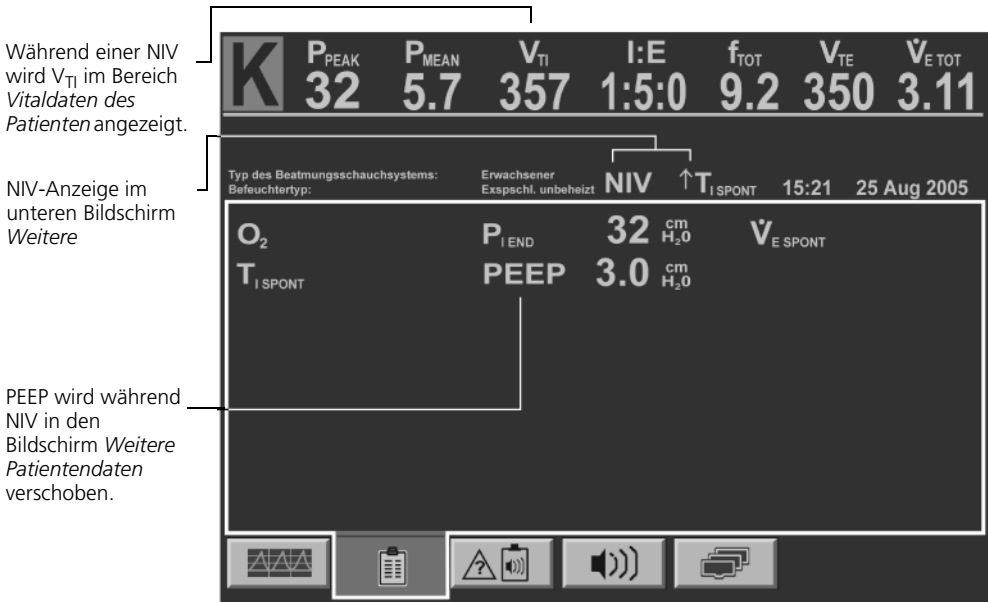 Während einer NIV
wird VTI im Bereich
Vitaldaten des
Patienten angezeigt.
NIV-Anzeige im
unteren Bildschirm
Weitere
PEEP wird während
NIV in den
Bildschirm Weitere
Patientendaten
verschoben.
K PPEAK PMEAN VTI I:E fTOT VTE V̇E TOT
32 5.7 357 1:5:0 9.2 350 3.11
Typ des Beatmungsschauchsystems: Erwachsener
Befeuchtertyp: Exspschl. unbeheizt NIV ↑TI SPONT 15:21 25 Aug 2005
O2 PI END 32 cm H20 V̇E SPONT
TI SPONT PEEP 3.0 cm H20